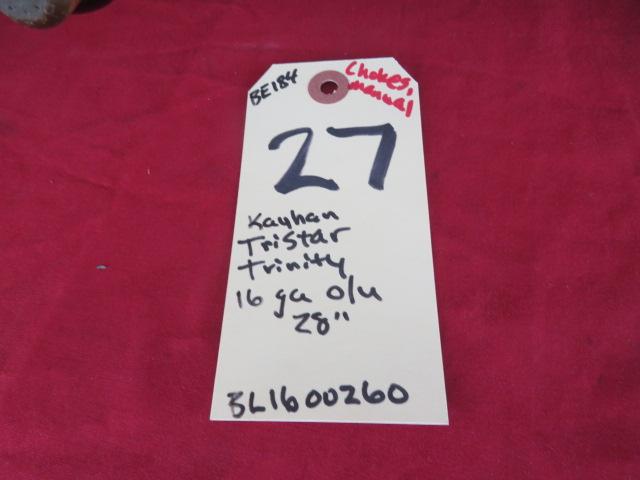 BE184
Chokes,
manual
27
Kayhan
TriStar
Trinity
16 ga o/u
28"
BL1600260